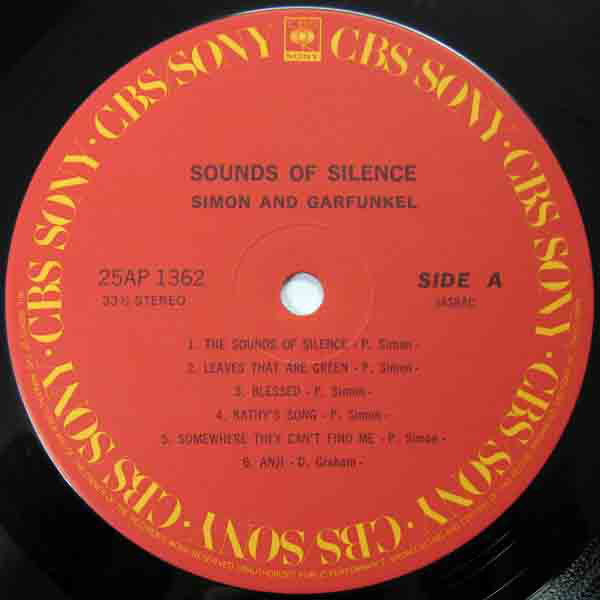 CBS SONY · CBS SONY · CBS SONY · CBS SONY · CBS SONY · CBS SONY · CBS SONY · CBS/SONY
CBS
SONY
SOUNDS OF SILENCE
SIMON AND GARFUNKEL
25AP 1362
SIDE A
33⅓ STEREO
JASRAC
1. THE SOUNDS OF SILENCE - P. Simon -
2. LEAVES THAT ARE GREEN - P. Simon -
3. BLESSED - P. Simon -
4. KATHY'S SONG - P. Simon -
5. SOMEWHERE THEY CAN'T FIND ME - P. Simon -
6. ANJI - D. Graham -